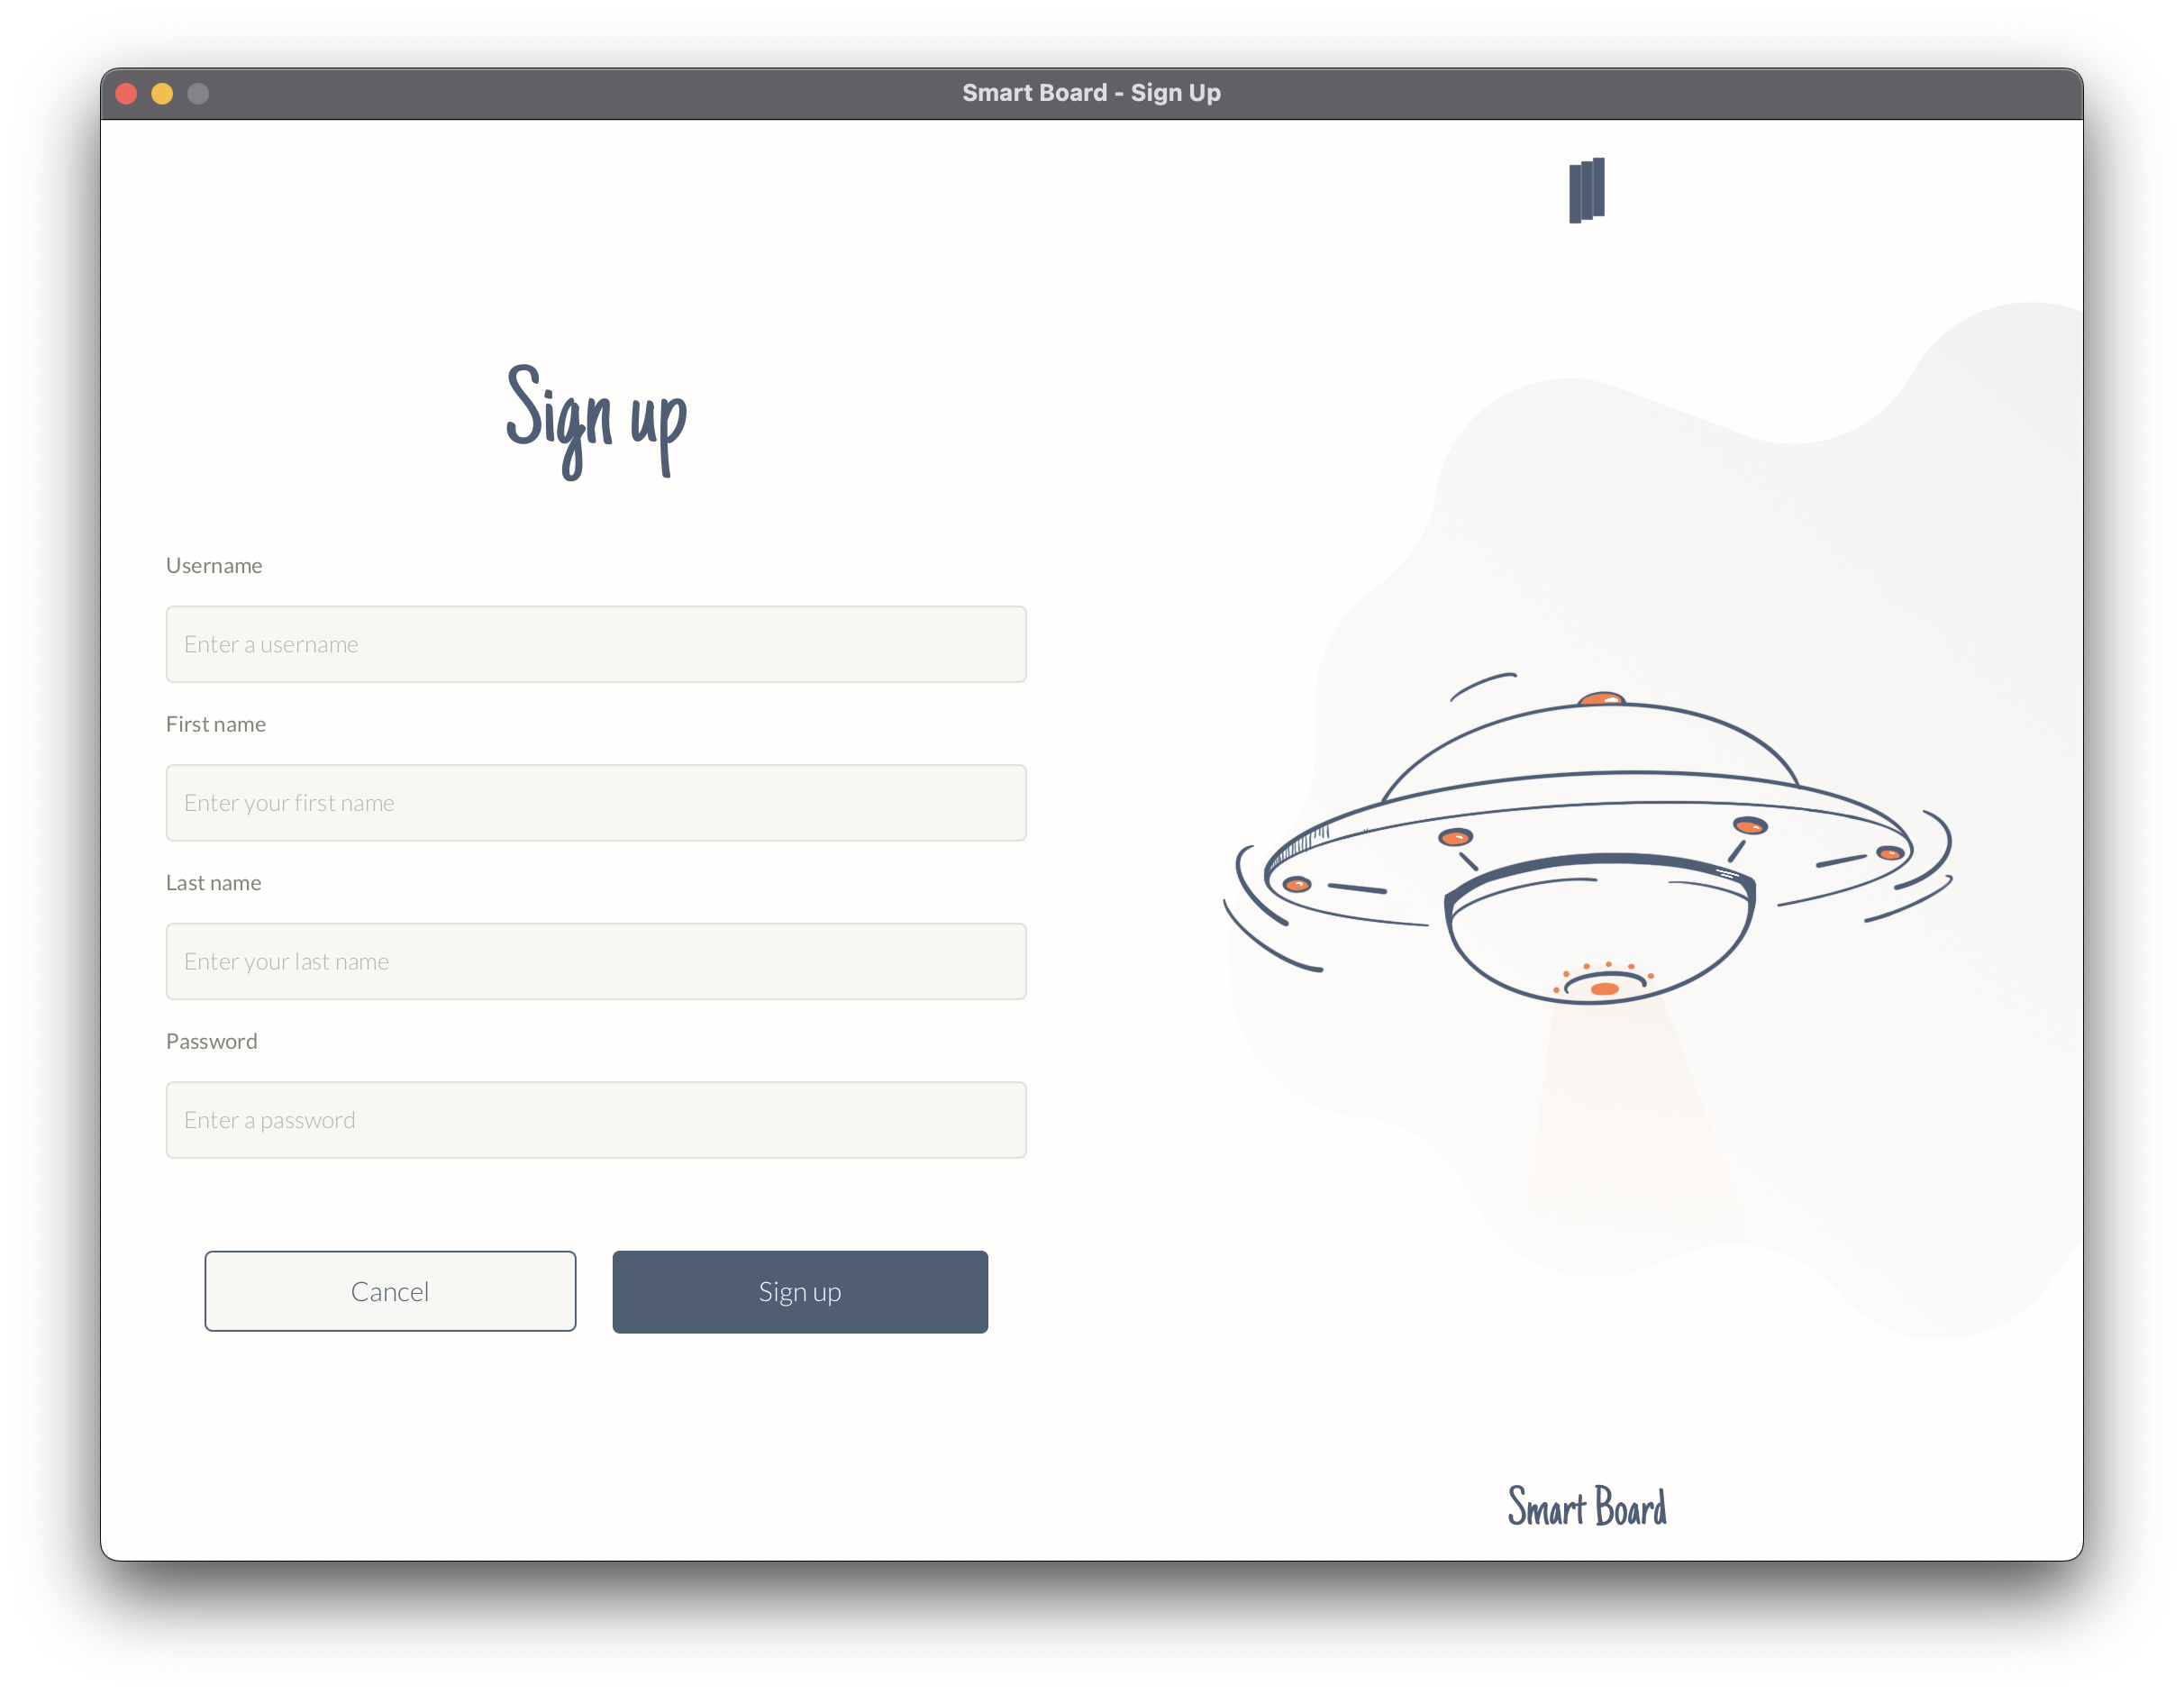 Smart Board - Sign Up
Sign up
Username
Enter a username
First name
Enter your first name
Last name
Enter your last name
Password
Enter a password
Cancel
Sign up
Smart Board